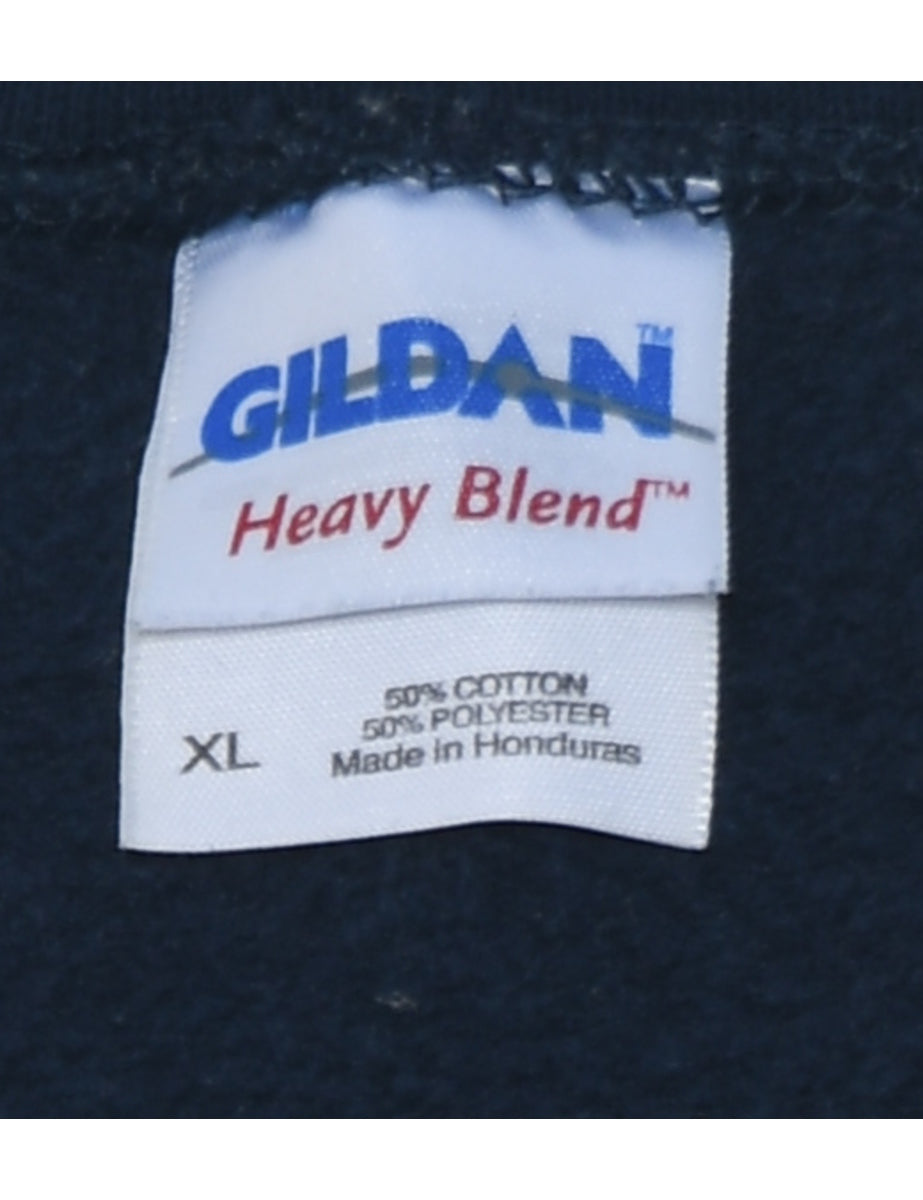 GILDAN™
Heavy Blend™
50% COTTON
50% POLYESTER
XL
Made in Honduras